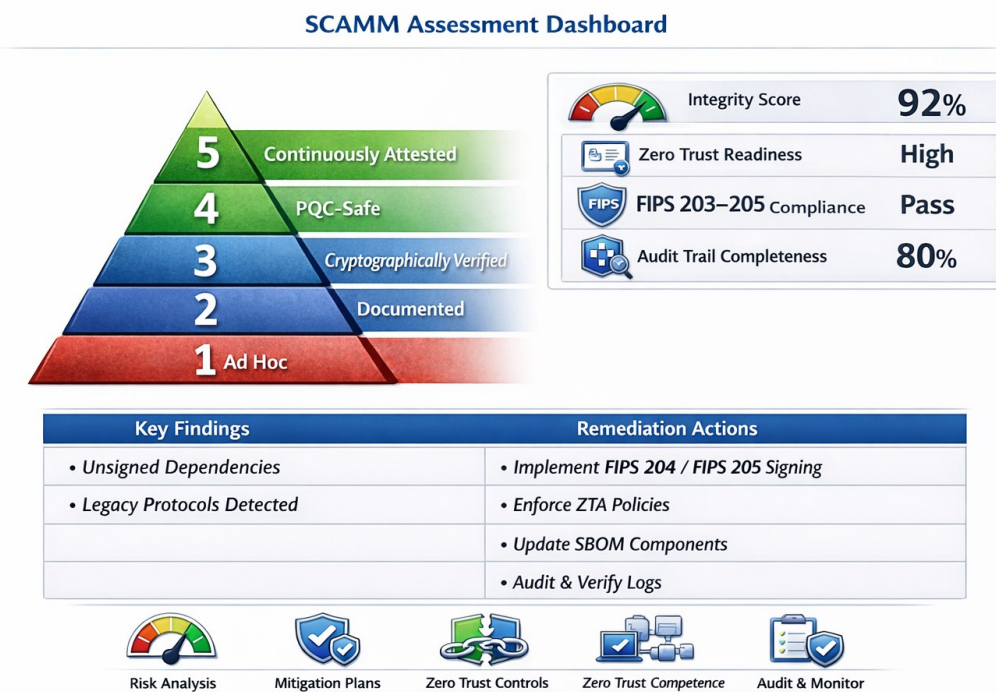 SCAMM Assessment Dashboard
5 Continuously Attested
4 PQC-Safe
3 Cryptographically Verified
2 Documented
1 Ad Hoc
Integrity Score 92%
Zero Trust Readiness High
FIPS FIPS 203–205 Compliance Pass
Audit Trail Completeness 80%
Key Findings Remediation Actions
• Unsigned Dependencies • Implement FIPS 204 / FIPS 205 Signing
• Legacy Protocols Detected • Enforce ZTA Policies
• Update SBOM Components
• Audit & Verify Logs
Risk Analysis Mitigation Plans Zero Trust Controls Zero Trust Competence Audit & Monitor